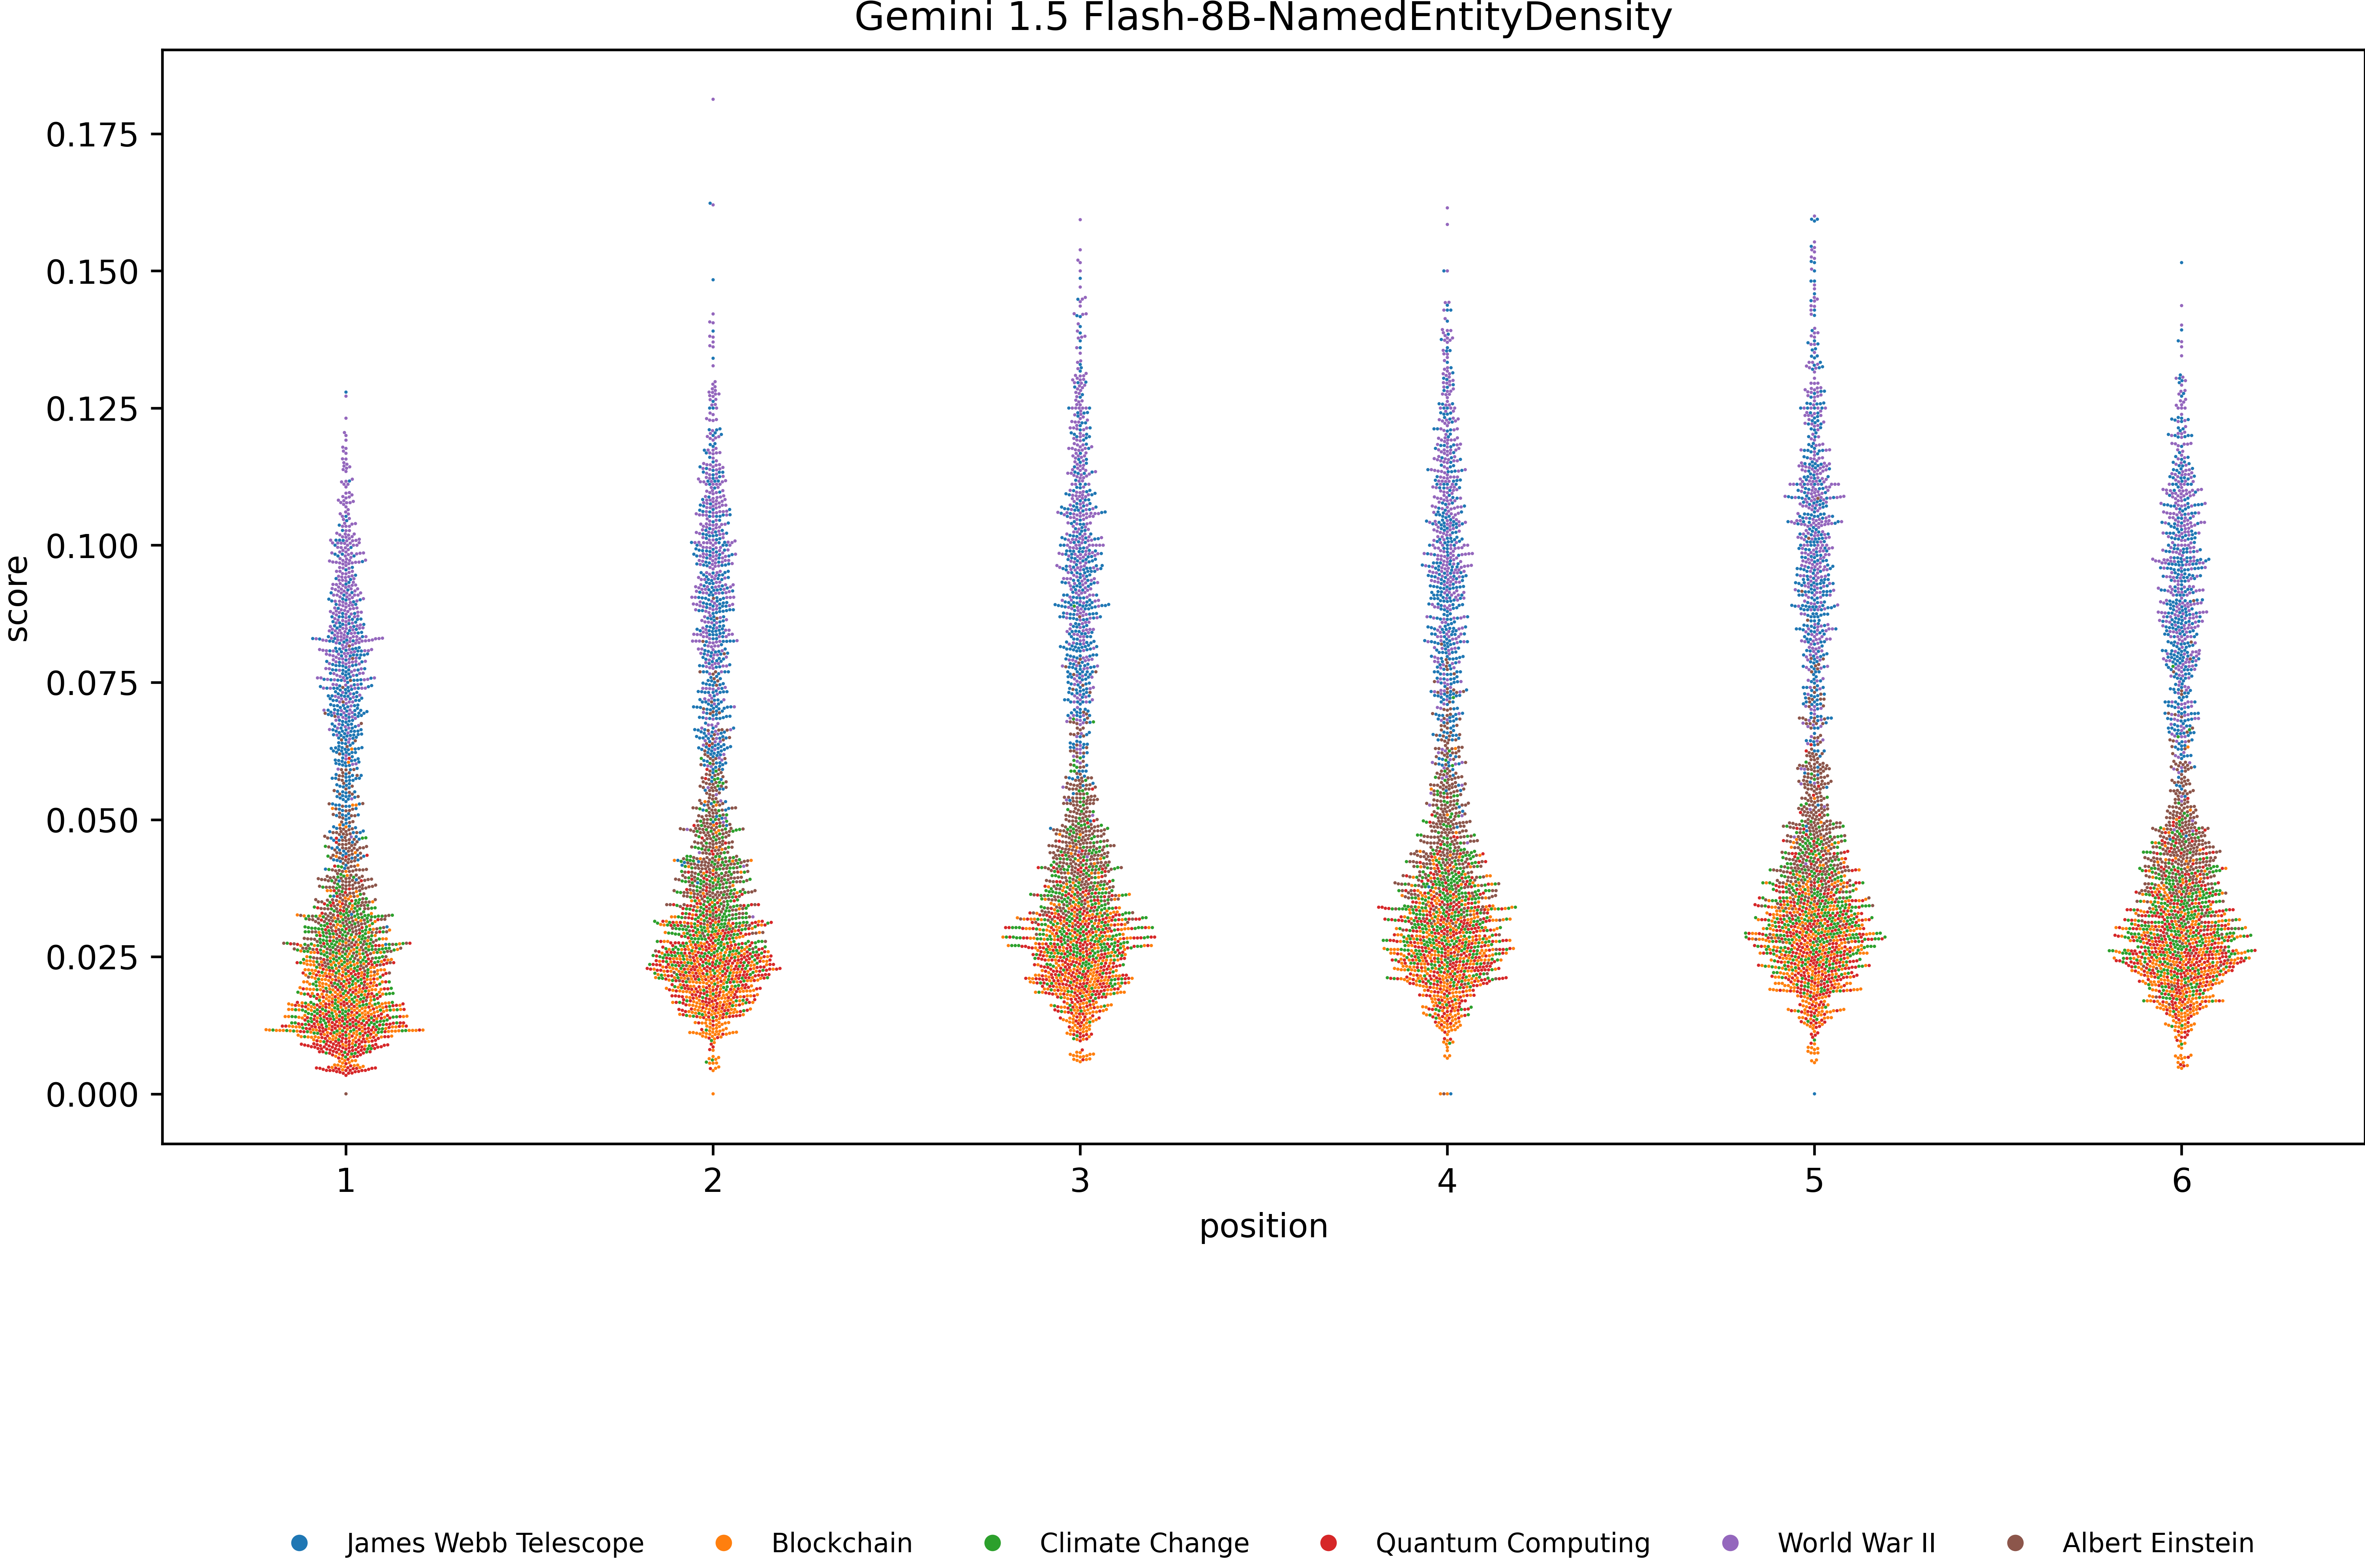 Gemini 1.5 Flash-8B-NamedEntityDensity
0.175
0.150
0.125
0.100
0.075
0.050
0.025
0.000
score
1 2 3 4 5 6
position
James Webb Telescope Blockchain Climate Change Quantum Computing World War II Albert Einstein